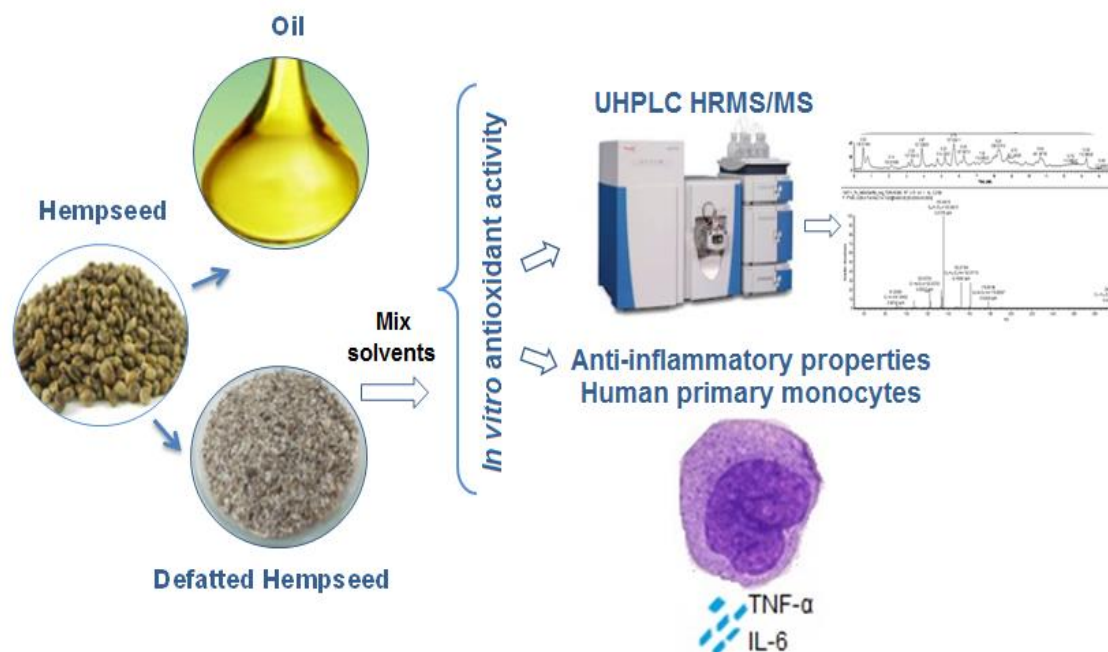 Oil
UHPLC HRMS/MS
Hempseed
Mix
solvents
In vitro antioxidant activity
Anti-inflammatory properties
Human primary monocytes
Defatted Hempseed
TNF-α
IL-6